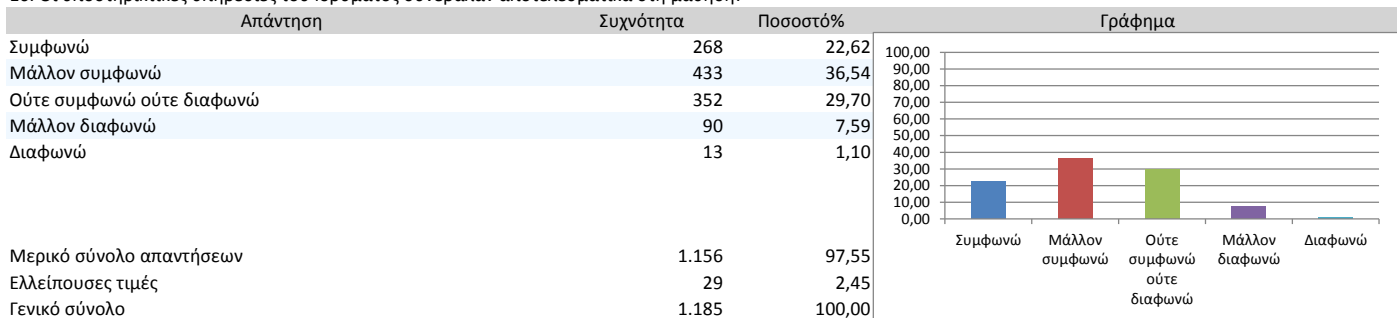 Απάντηση Συχνότητα Ποσοστό% Γράφημα
Συμφωνώ 268 22,62
Μάλλον συμφωνώ 433 36,54
Ούτε συμφωνώ ούτε διαφωνώ 352 29,70
Μάλλον διαφωνώ 90 7,59
Διαφωνώ 13 1,10
Μερικό σύνολο απαντήσεων 1.156 97,55
Ελλείπουσες τιμές 29 2,45
Γενικό σύνολο 1.185 100,00
100,00
90,00
80,00
70,00
60,00
50,00
40,00
30,00
20,00
10,00
0,00
Συμφωνώ Μάλλον Ούτε Μάλλον Διαφωνώ
συμφωνώ συμφωνώ διαφωνώ
ούτε
διαφωνώ